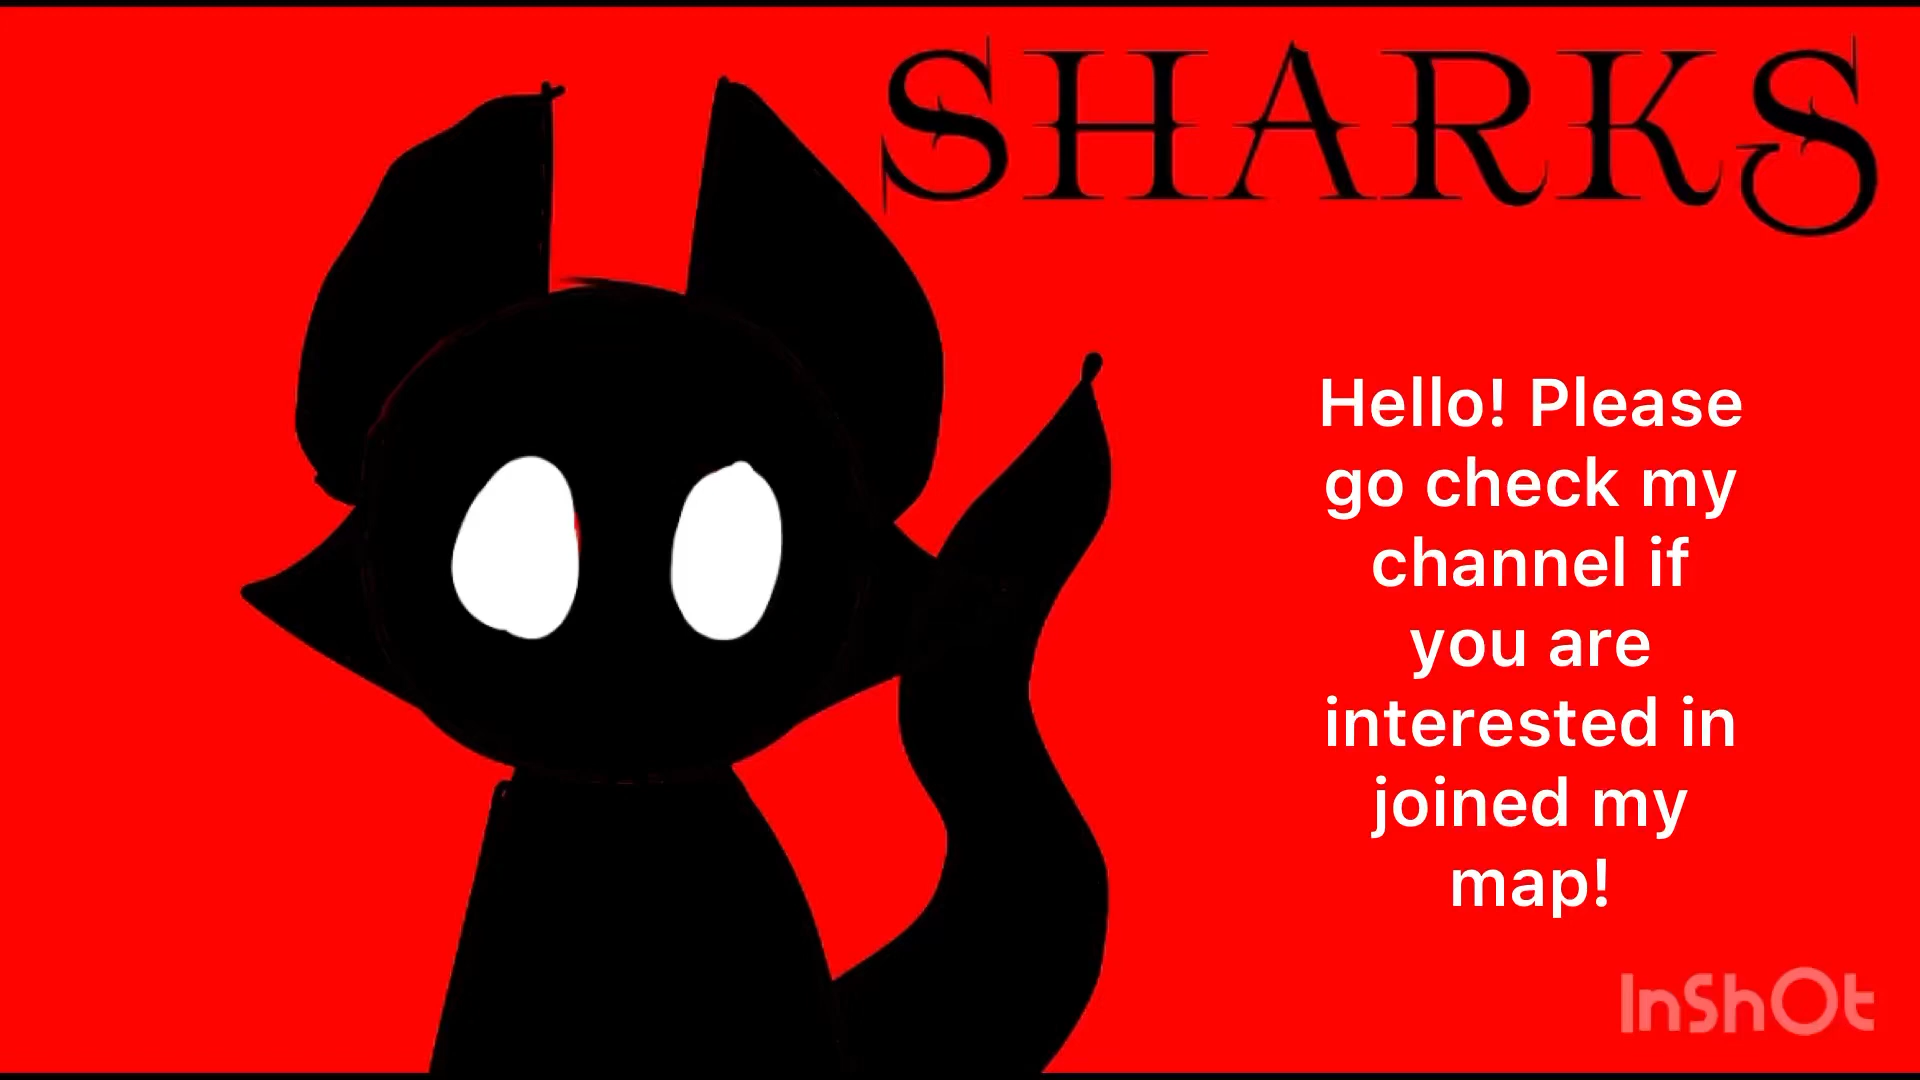 SHARKS
Hello! Please
go check my
channel if
you are
interested in
joined my
map!
InShOt